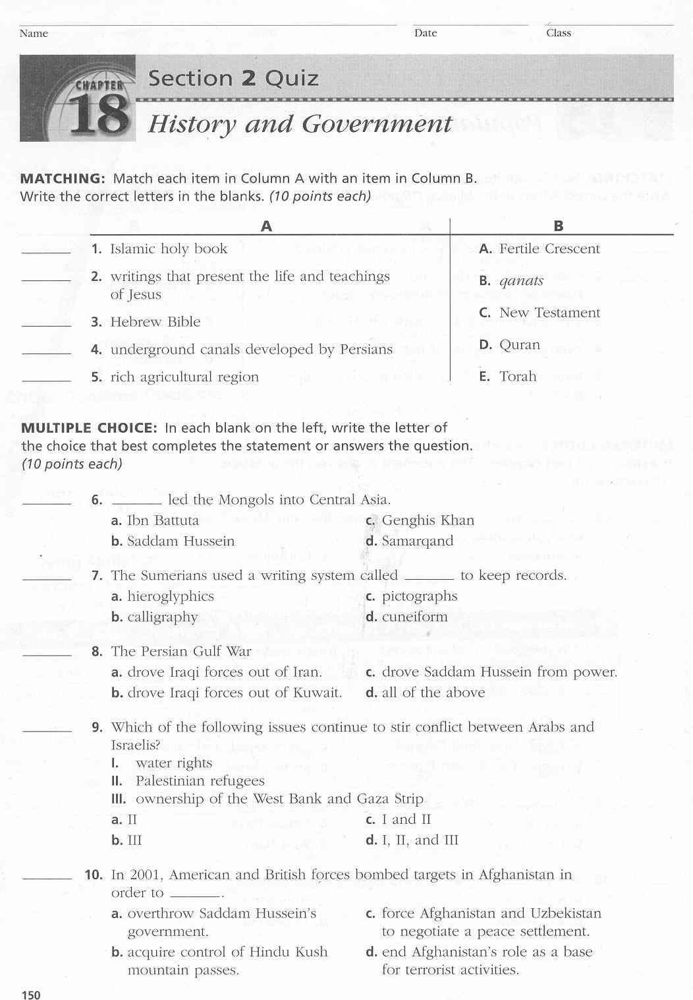 Name Date Class
CHAPTER
18
Section 2 Quiz
History and Government
MATCHING: Match each item in Column A with an item in Column B.
Write the correct letters in the blanks. (10 points each)
A B
1. Islamic holy book
2. writings that present the life and teachings
of Jesus
3. Hebrew Bible
4. underground canals developed by Persians
5. rich agricultural region
A. Fertile Crescent
B. qanats
C. New Testament
D. Quran
E. Torah
MULTIPLE CHOICE: In each blank on the left, write the letter of
the choice that best completes the statement or answers the question.
(10 points each)
6. ______ led the Mongols into Central Asia.
a. Ibn Battuta c. Genghis Khan
b. Saddam Hussein d. Samarqand
7. The Sumerians used a writing system called ______ to keep records.
a. hieroglyphics c. pictographs
b. calligraphy d. cuneiform
8. The Persian Gulf War
a. drove Iraqi forces out of Iran. c. drove Saddam Hussein from power.
b. drove Iraqi forces out of Kuwait. d. all of the above
9. Which of the following issues continue to stir conflict between Arabs and
Israelis?
I. water rights
II. Palestinian refugees
III. ownership of the West Bank and Gaza Strip
a. II c. I and II
b. III d. I, II, and III
10. In 2001, American and British forces bombed targets in Afghanistan in
order to ______.
a. overthrow Saddam Hussein's
government.
b. acquire control of Hindu Kush
mountain passes.
c. force Afghanistan and Uzbekistan
to negotiate a peace settlement.
d. end Afghanistan's role as a base
for terrorist activities.
150